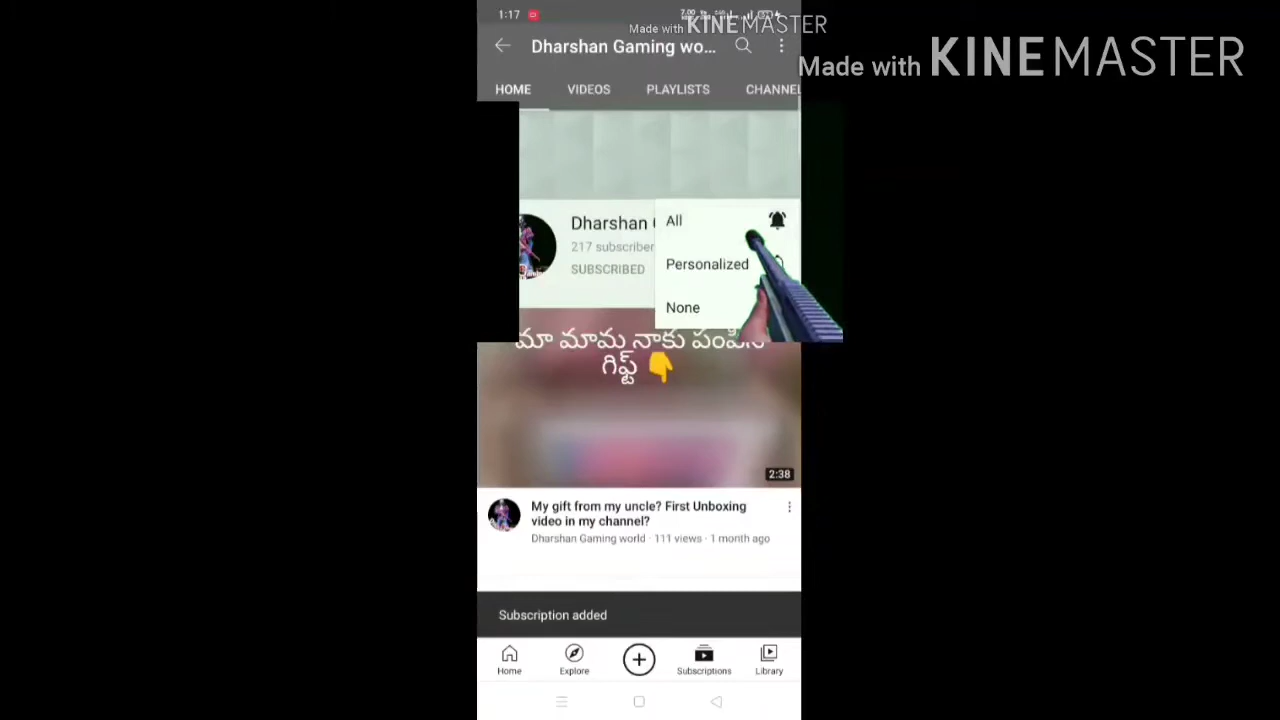 1:17
Made with KINEMASTER
Made with KINEMASTER
Dharshan Gaming wo...
HOME VIDEOS PLAYLISTS CHANNEL
Dharshan
All
217 subscriber
SUBSCRIBED
Personalized
None
మా మామ నాకు
గిఫ్ట్ 👇
2:38
My gift from my uncle? First Unboxing
video in my channel?
Dharshan Gaming world · 111 views · 1 month ago
Subscription added
Home Explore Subscriptions Library